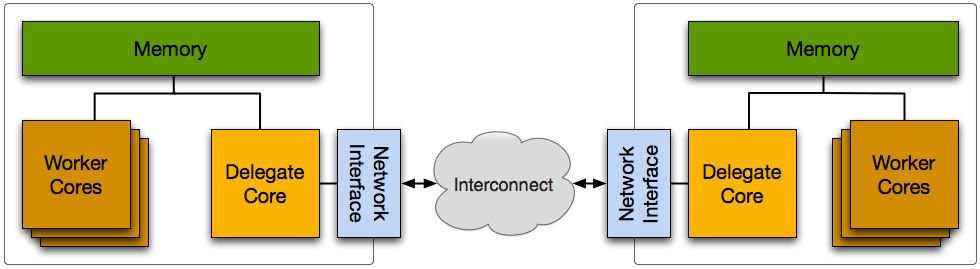 Memory
Worker
Cores
Delegate
Core
Network
Interface
Interconnect
Memory
Network
Interface
Delegate
Core
Worker
Cores